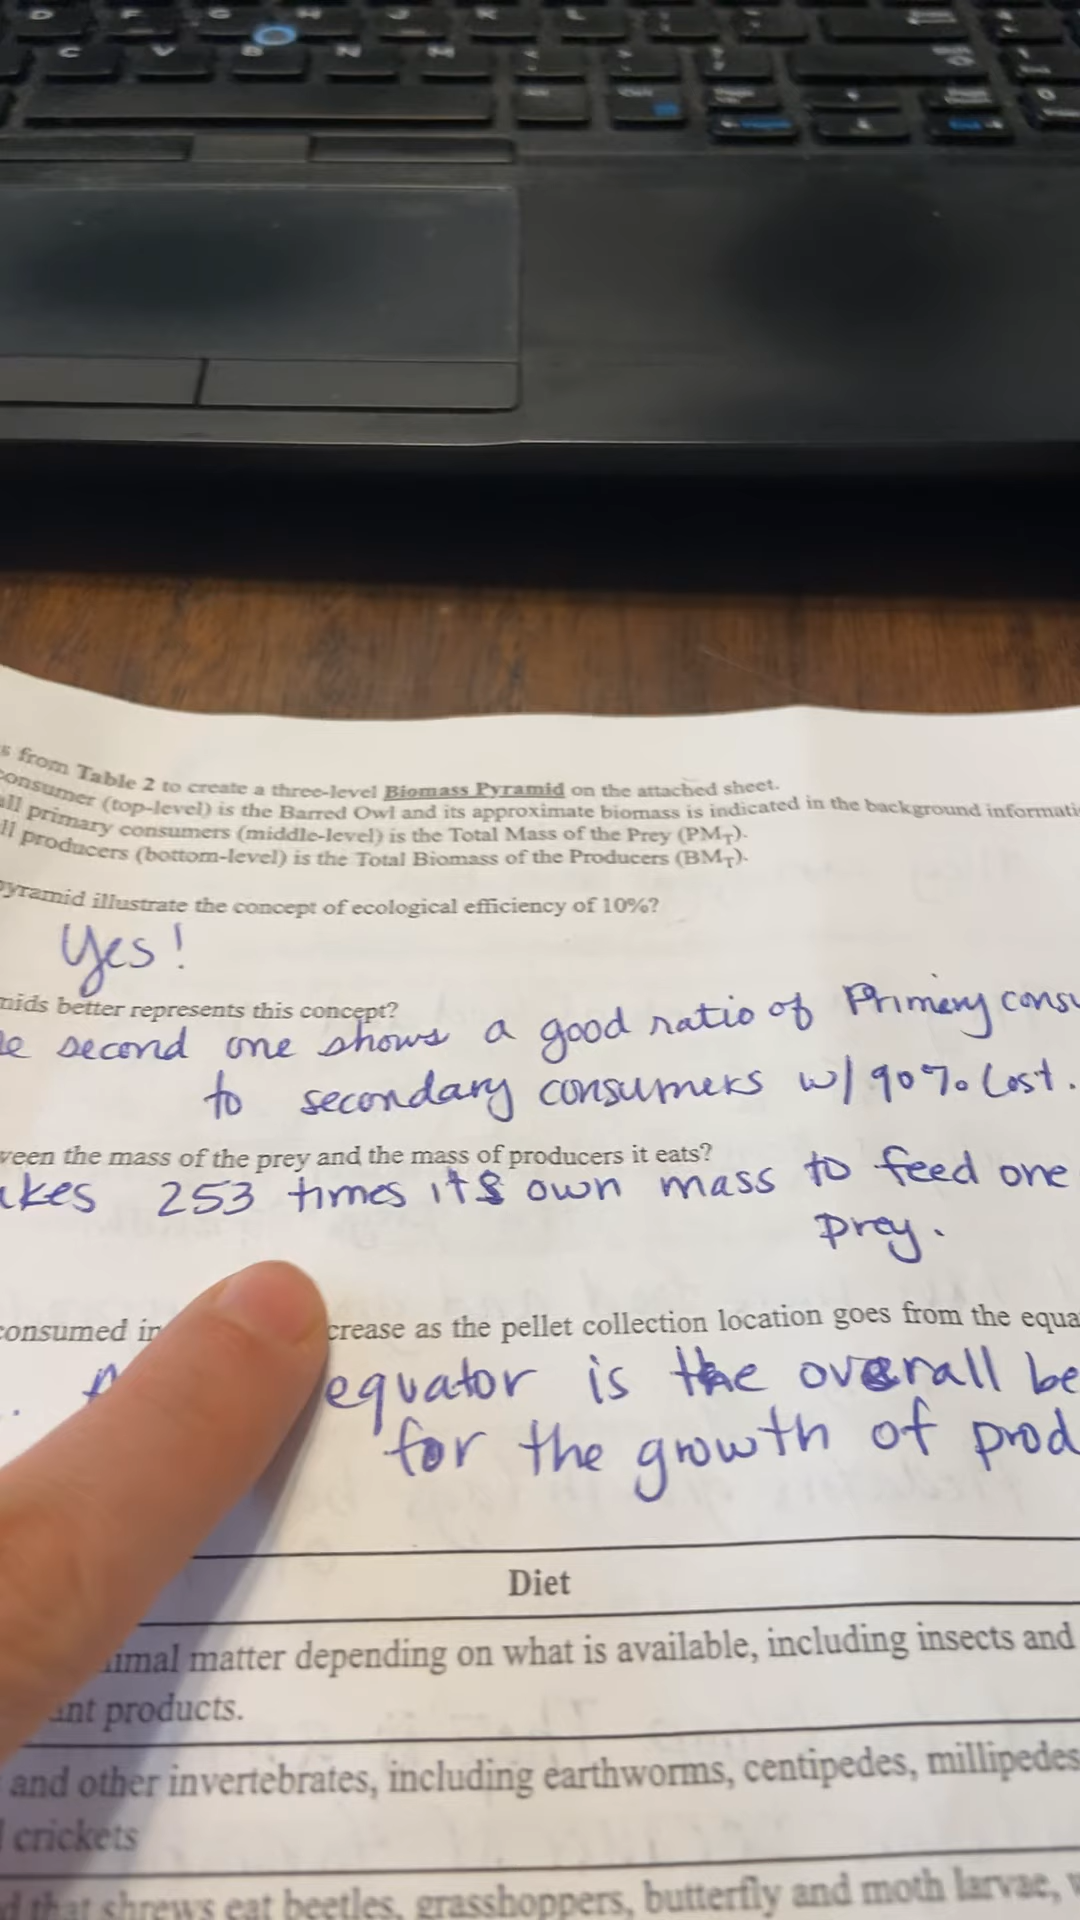 D F G H J K L
C V B N M
s from Table 2 to create a three-level Biomass Pyramid on the attached sheet.
consumer (top-level) is the Barred Owl and its approximate biomass is indicated in the background informati
all primary consumers (middle-level) is the Total Mass of the Prey (PMT).
ll producers (bottom-level) is the Total Biomass of the Producers (BMT).
pyramid illustrate the concept of ecological efficiency of 10%?
Yes!
mids better represents this concept?
e second one shows a good ratio of Primary consu
to secondary consumers w/ 90% lost.
ween the mass of the prey and the mass of producers it eats?
akes 253 times its own mass to feed one
prey.
consumed in crease as the pellet collection location goes from the equa
equator is the overall be
for the growth of prod
Diet
imal matter depending on what is available, including insects and
ant products.
and other invertebrates, including earthworms, centipedes, millipedes
crickets
d that shrews eat beetles, grasshoppers, butterfly and moth larvae,